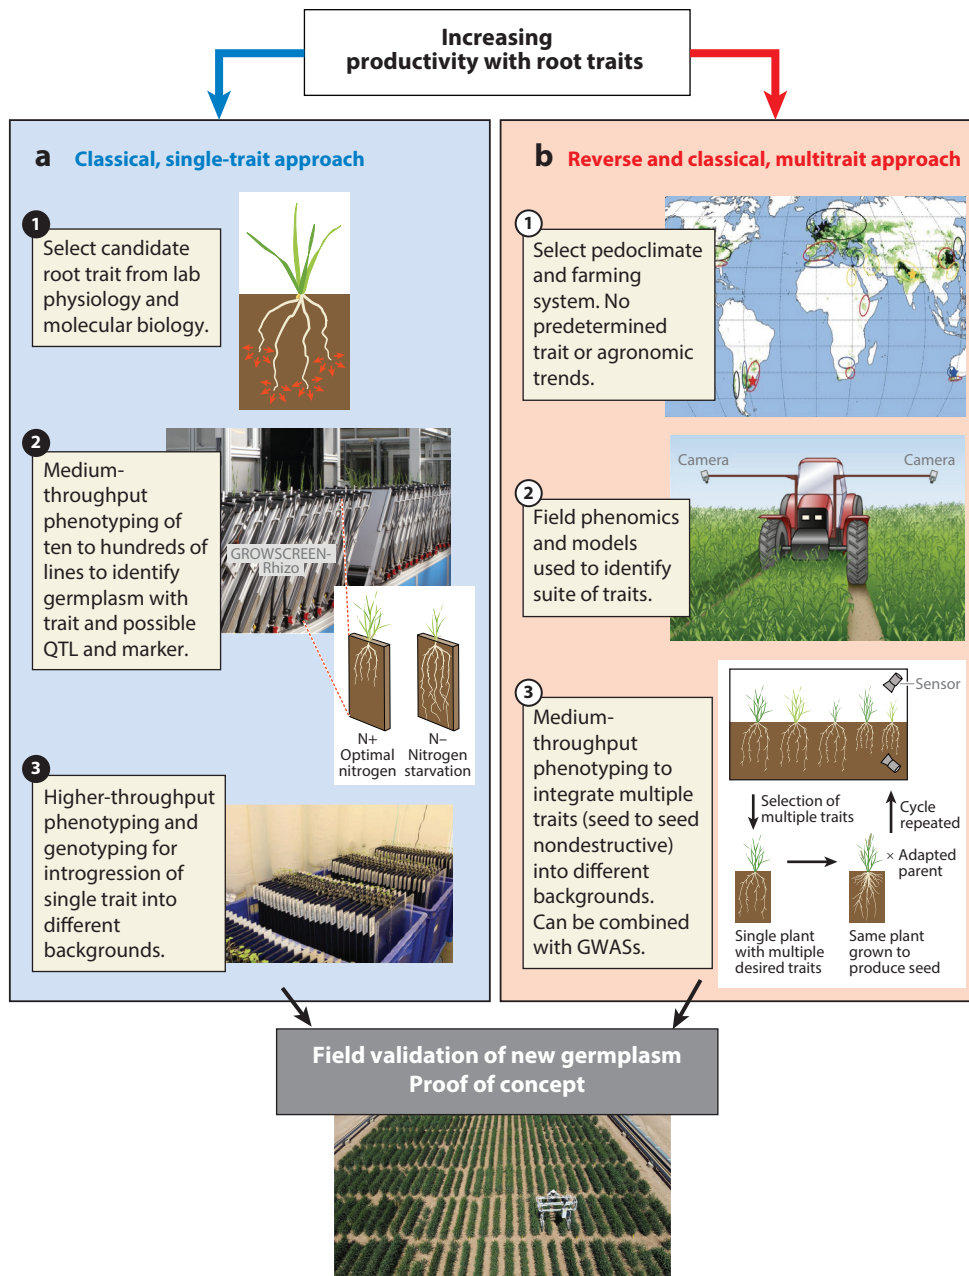 Increasing
productivity with root traits
a Classical, single-trait approach
1
Select candidate
root trait from lab
physiology and
molecular biology.
2
Medium-
throughput
phenotyping of
ten to hundreds of
lines to identify
germplasm with
trait and possible
QTL and marker.
GROWSCREEN-
Rhizo
N+
Optimal
nitrogen
N–
Nitrogen
starvation
3
Higher-throughput
phenotyping and
genotyping for
introgression of
single trait into
different
backgrounds.
b Reverse and classical, multitrait approach
1
Select pedoclimate
and farming
system. No
predetermined
trait or agronomic
trends.
2
Field phenomics
and models
used to identify
suite of traits.
Camera
Camera
3
Medium-
throughput
phenotyping to
integrate multiple
traits (seed to seed
nondestructive)
into different
backgrounds.
Can be combined
with GWASs.
Sensor
Selection of
multiple traits
Cycle
repeated
× Adapted
parent
Single plant
with multiple
desired traits
Same plant
grown to
produce seed
Field validation of new germplasm
Proof of concept